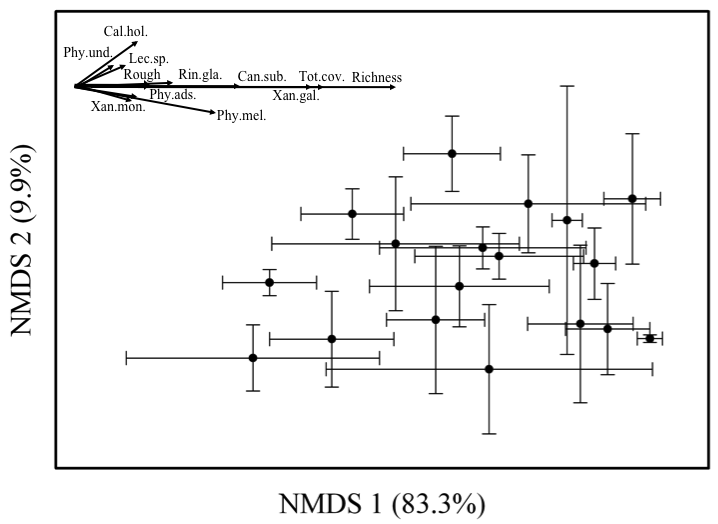 Cal.hol.
Phy.und.
Lec.sp.
Rough
Rin.gla.
Can.sub.
Tot.cov.
Richness
Phy.ads.
Xan.gal.
Xan.mon.
Phy.mel.
NMDS 2 (9.9%)
NMDS 1 (83.3%)